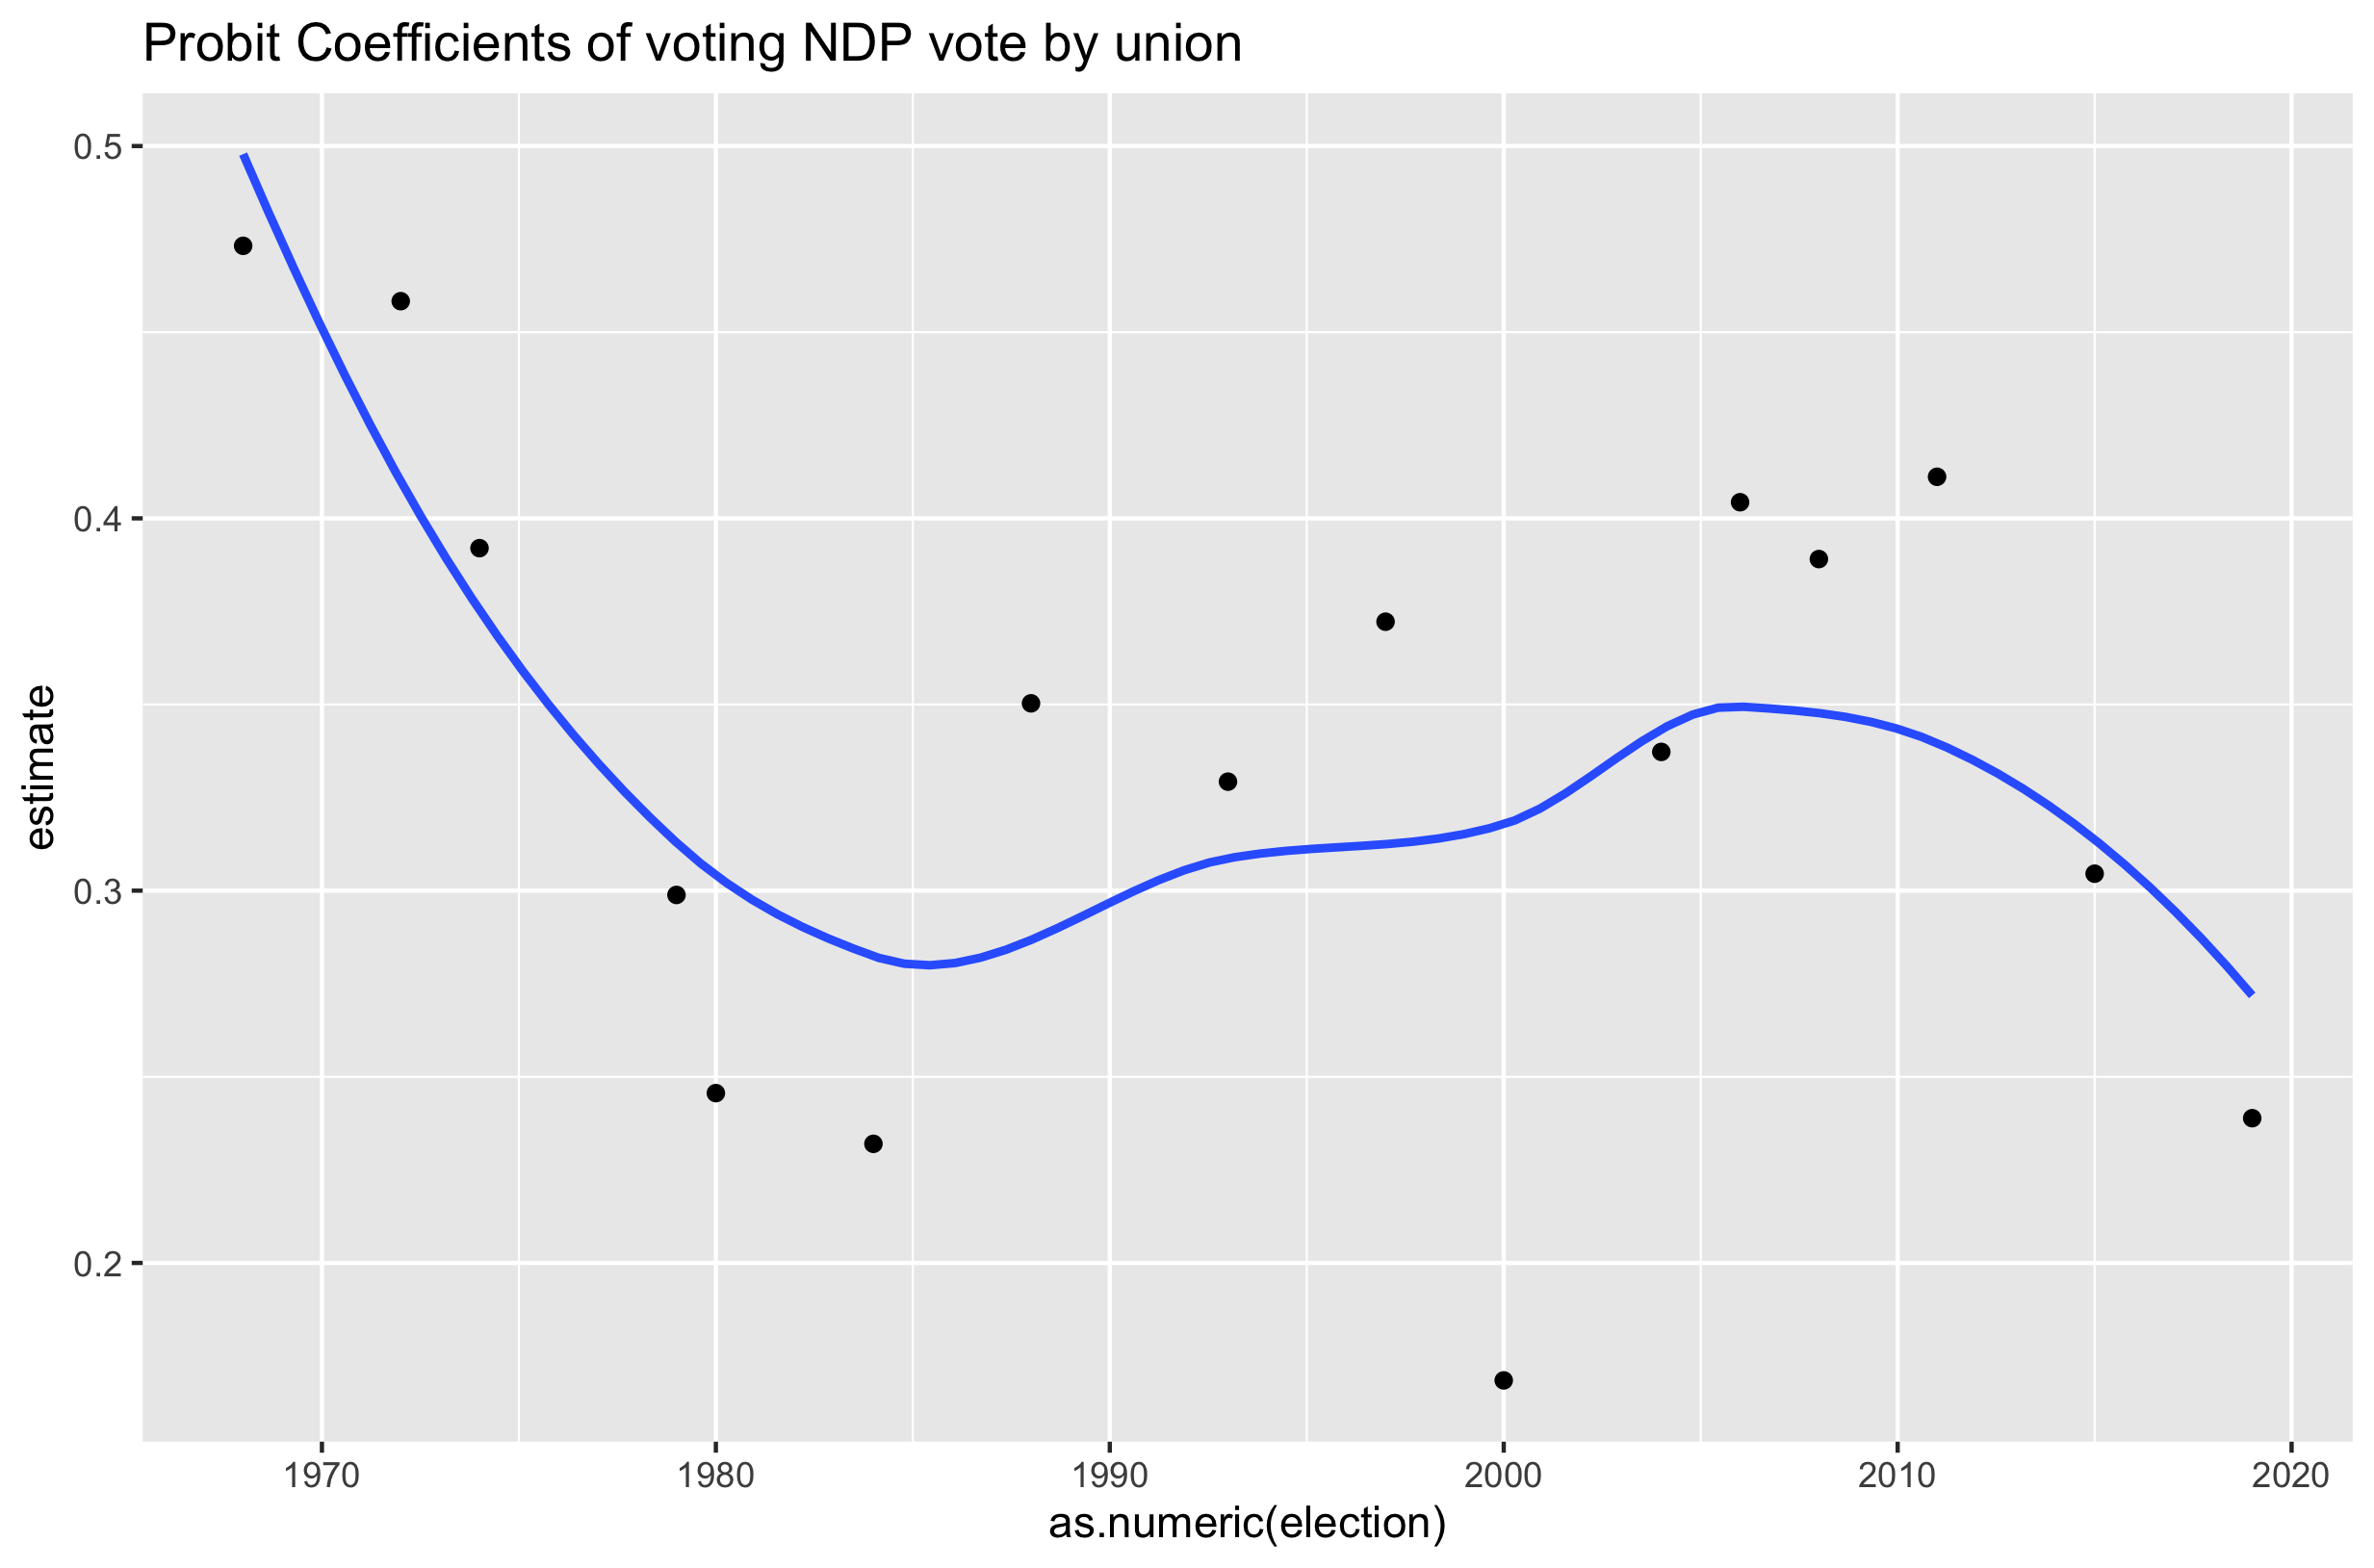 Probit Coefficients of voting NDP vote by union
0.5
0.4
0.3
0.2
estimate
1970 1980 1990 2000 2010 2020
as.numeric(election)